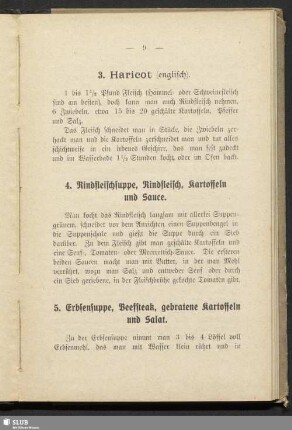 — 9 —
3. Haricot (englisch).
1 bis 1½ Pfund Fleisch (Hammel- oder Schweinefleisch
sind am besten), doch kann man auch Rindfleisch nehmen.
6 Zwiebeln, etwa 15 bis 20 geschälte Kartoffeln, Pfeffer
und Salz.
Das Fleisch schneidet man in Stücke, die Zwiebeln zer-
hackt man und die Kartoffeln zerschneidet man und tut alles
schichtweise in ein irdenes Geschirr, das man fest zudeckt
und im Wasserbade 1½ Stunden kocht oder im Ofen backt.
4. Rindfleischsuppe, Rindfleisch, Kartoffeln
und Sauce.
Man kocht das Rindfleisch langsam mit allerlei Suppen-
grünem, schneidet vor dem Anrichten einen Suppenbengel in
die Suppenschale und gießt die Suppe durch ein Sieb
darüber. Zu dem Fleisch gibt man geschälte Kartoffeln und
eine Senf-, Tomaten- oder Meerrettich-Sauce. Die ersteren
beiden Saucen macht man mit Butter, in der man Mehl
verrührt, wozu man Salz und entweder Senf oder durch
ein Sieb getriebene, in der Fleischbrühe gekochte Tomaten gibt.
5. Erbsensuppe, Beefsteak, gebratene Kartoffeln
und Salat.
Zu der Erbsensuppe nimmt man 3 bis 4 Löffel voll
Erbsenmehl, das man mit Wasser klein rührt und in
SLUB